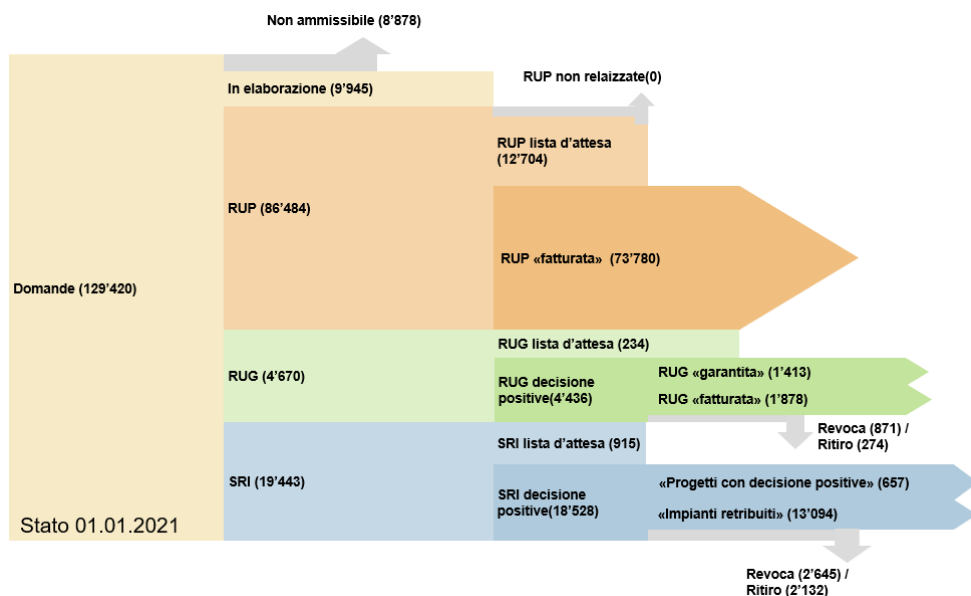 Non ammissibile (8’878)
RUP non relaizzate(0)
In elaborazione (9’945)
RUP lista d’attesa
(12’704)
RUP (86’484)
RUP «fatturata»  (73’780)
Domande (129’420)
RUG lista d’attesa (234)
RUG (4’670)
RUG decisione
positive(4’436)
RUG «garantita» (1’413)
RUG «fatturata» (1’878)
Revoca (871) /
Ritiro (274)
SRI lista d’attesa (915)
SRI (19’443)
SRI decisione
positive(18’528)
«Progetti con decisione positive» (657)
«Impianti retribuiti» (13’094)
Stato 01.01.2021
Revoca (2’645) /
Ritiro (2’132)